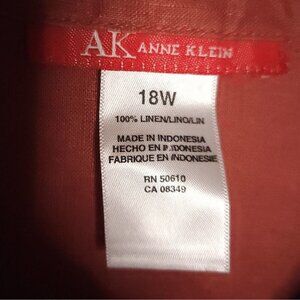 AK ANNE KLEIN
18W
100% LINEN/LINO/LIN
MADE IN INDONESIA
HECHO EN INDONESIA
FABRIQUE EN INDONESIE
RN 50610
CA 08349